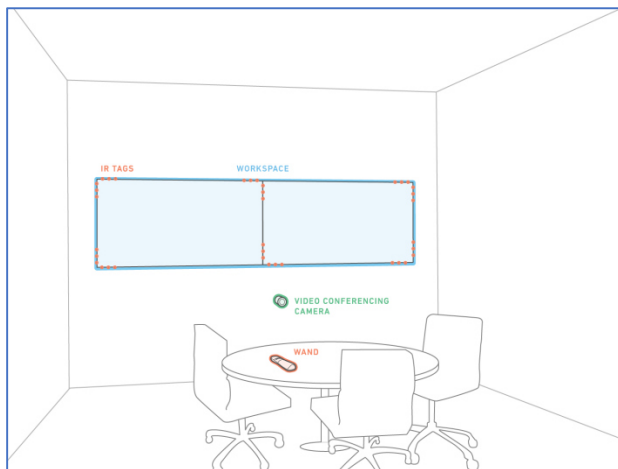 IR TAGS
WORKSPACE
VIDEO CONFERENCING
CAMERA
WAND